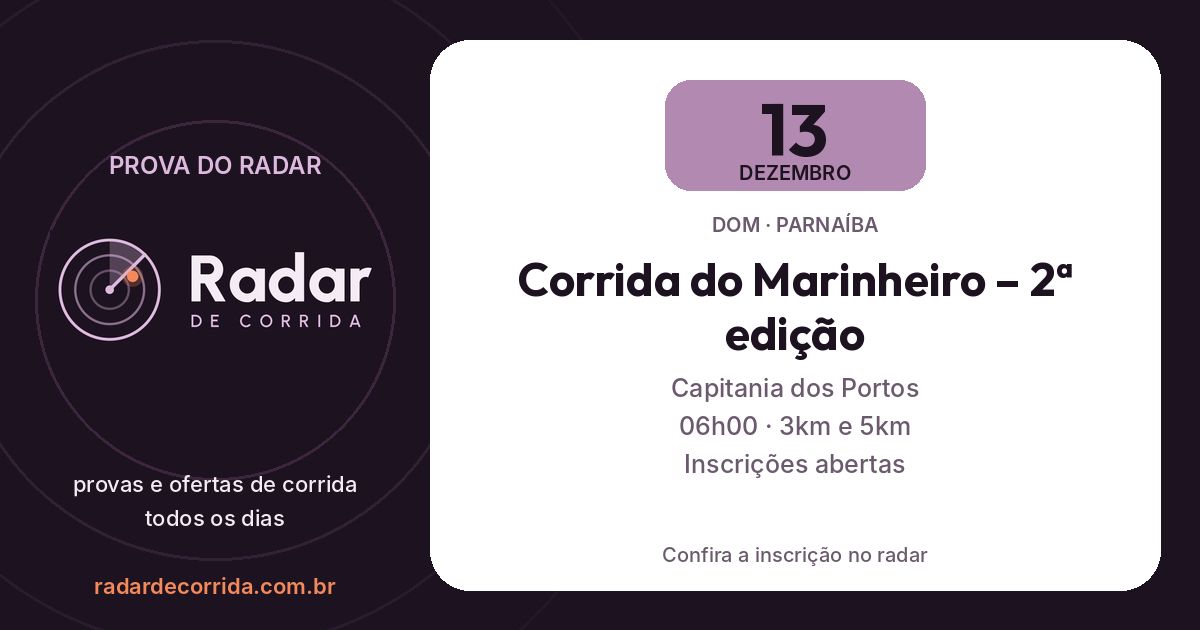 PROVA DO RADAR
Radar
DE CORRIDA
provas e ofertas de corrida
todos os dias
radardecorrida.com.br
13
DEZEMBRO
DOM · PARNAÍBA
Corrida do Marinheiro – 2ª
edição
Capitania dos Portos
06h00 · 3km e 5km
Inscrições abertas
Confira a inscrição no radar